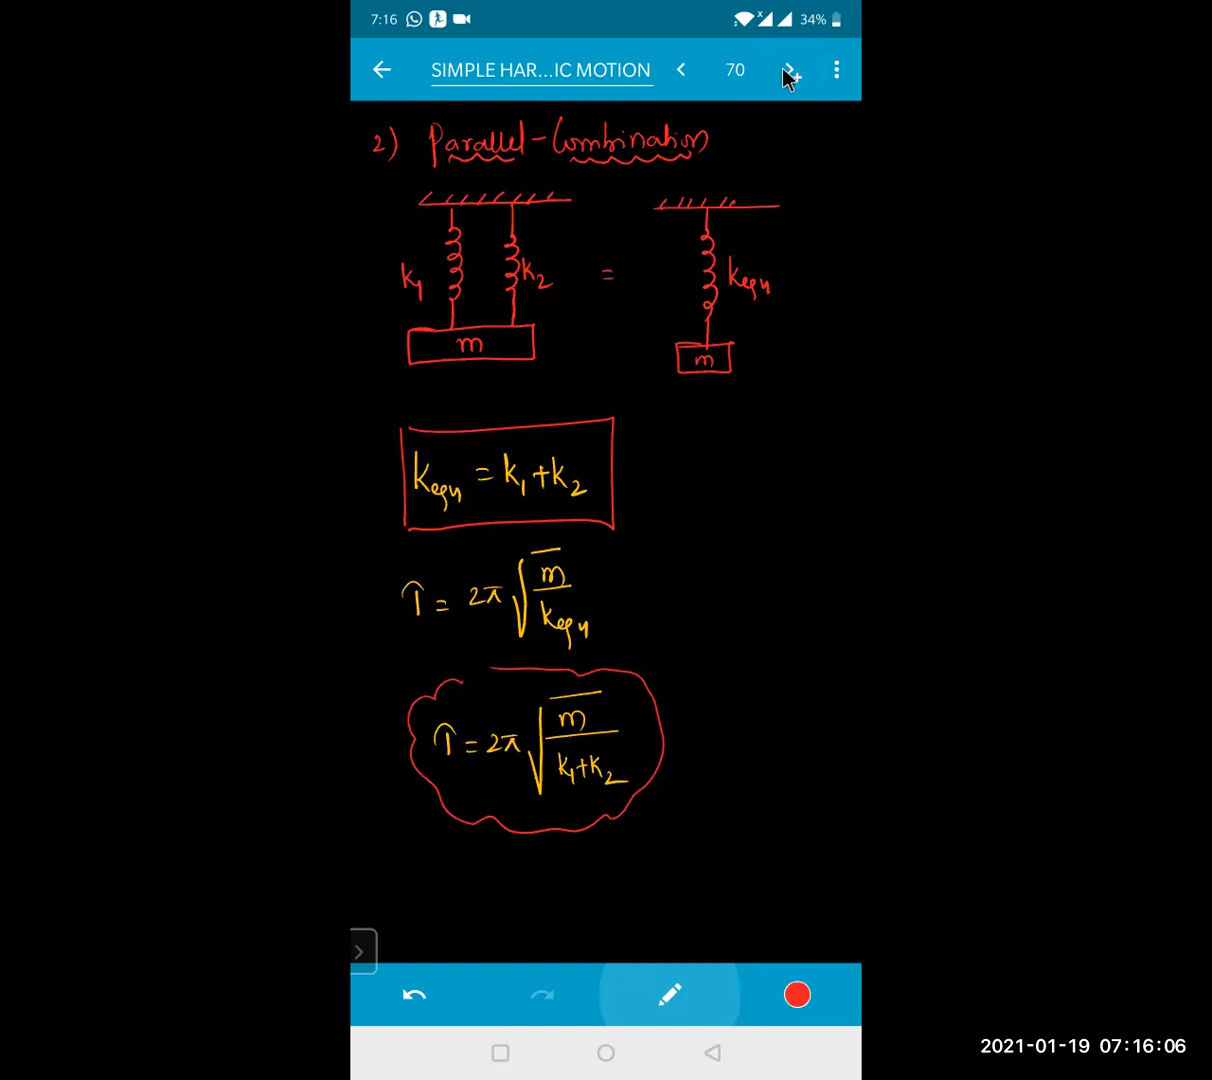 7:16 34%
SIMPLE HAR...IC MOTION 70
2) Parallel-Combination
k₁ k₂ = keqn
m m
Keqn = k₁+k₂
T = 2π√(m/keqn)
T = 2π√(m/(k₁+k₂))
2021-01-19 07:16:06